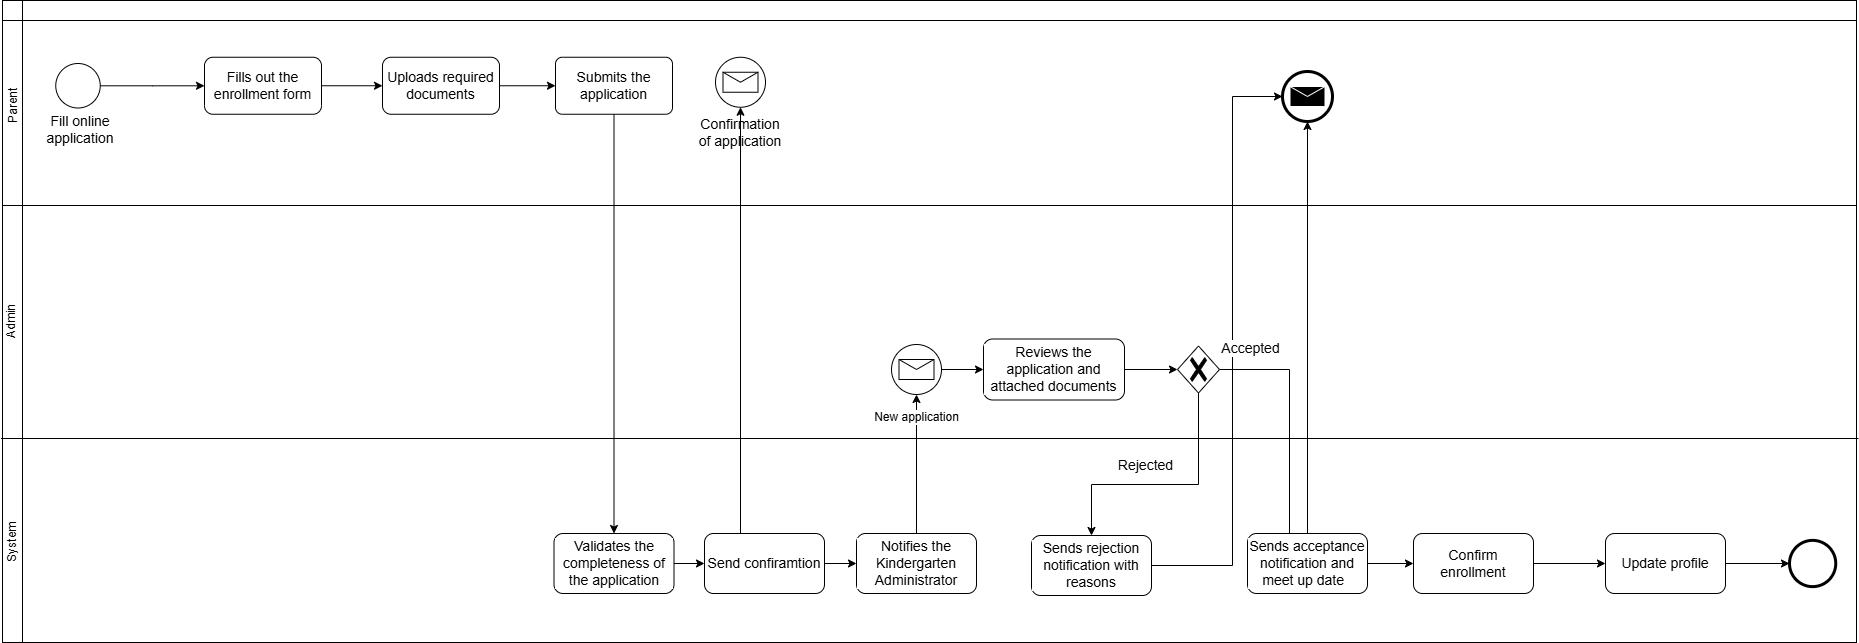 Parent
Fill online
application
Fills out the
enrollment form
Uploads required
documents
Submits the
application
Confirmation
of application
Admin
New application
Reviews the
application and
attached documents
Accepted
Rejected
System
Validates the
completeness of
the application
Send confiramtion
Notifies the
Kindergarten
Administrator
Sends rejection
notification with
reasons
Sends acceptance
notification and
meet up date
Confirm
enrollment
Update profile